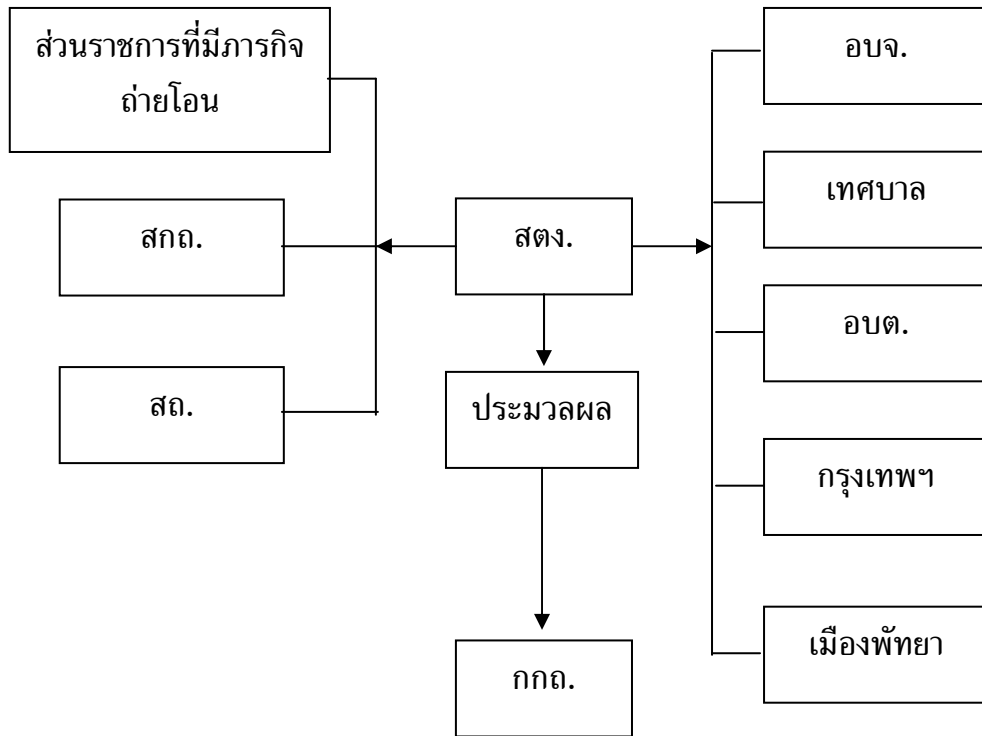 ส่วนราชการที่มีภารกิจ
ถ่ายโอน
สกถ.
สถ.
สตง.
ประมวลผล
กกถ.
อบจ.
เทศบาล
อบต.
กรุงเทพฯ
เมืองพัทยา